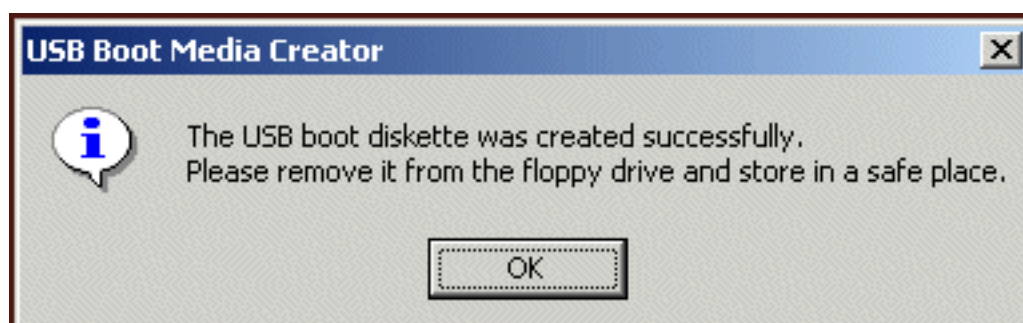 USB Boot Media Creator
The USB boot diskette was created successfully.
Please remove it from the floppy drive and store in a safe place.
OK